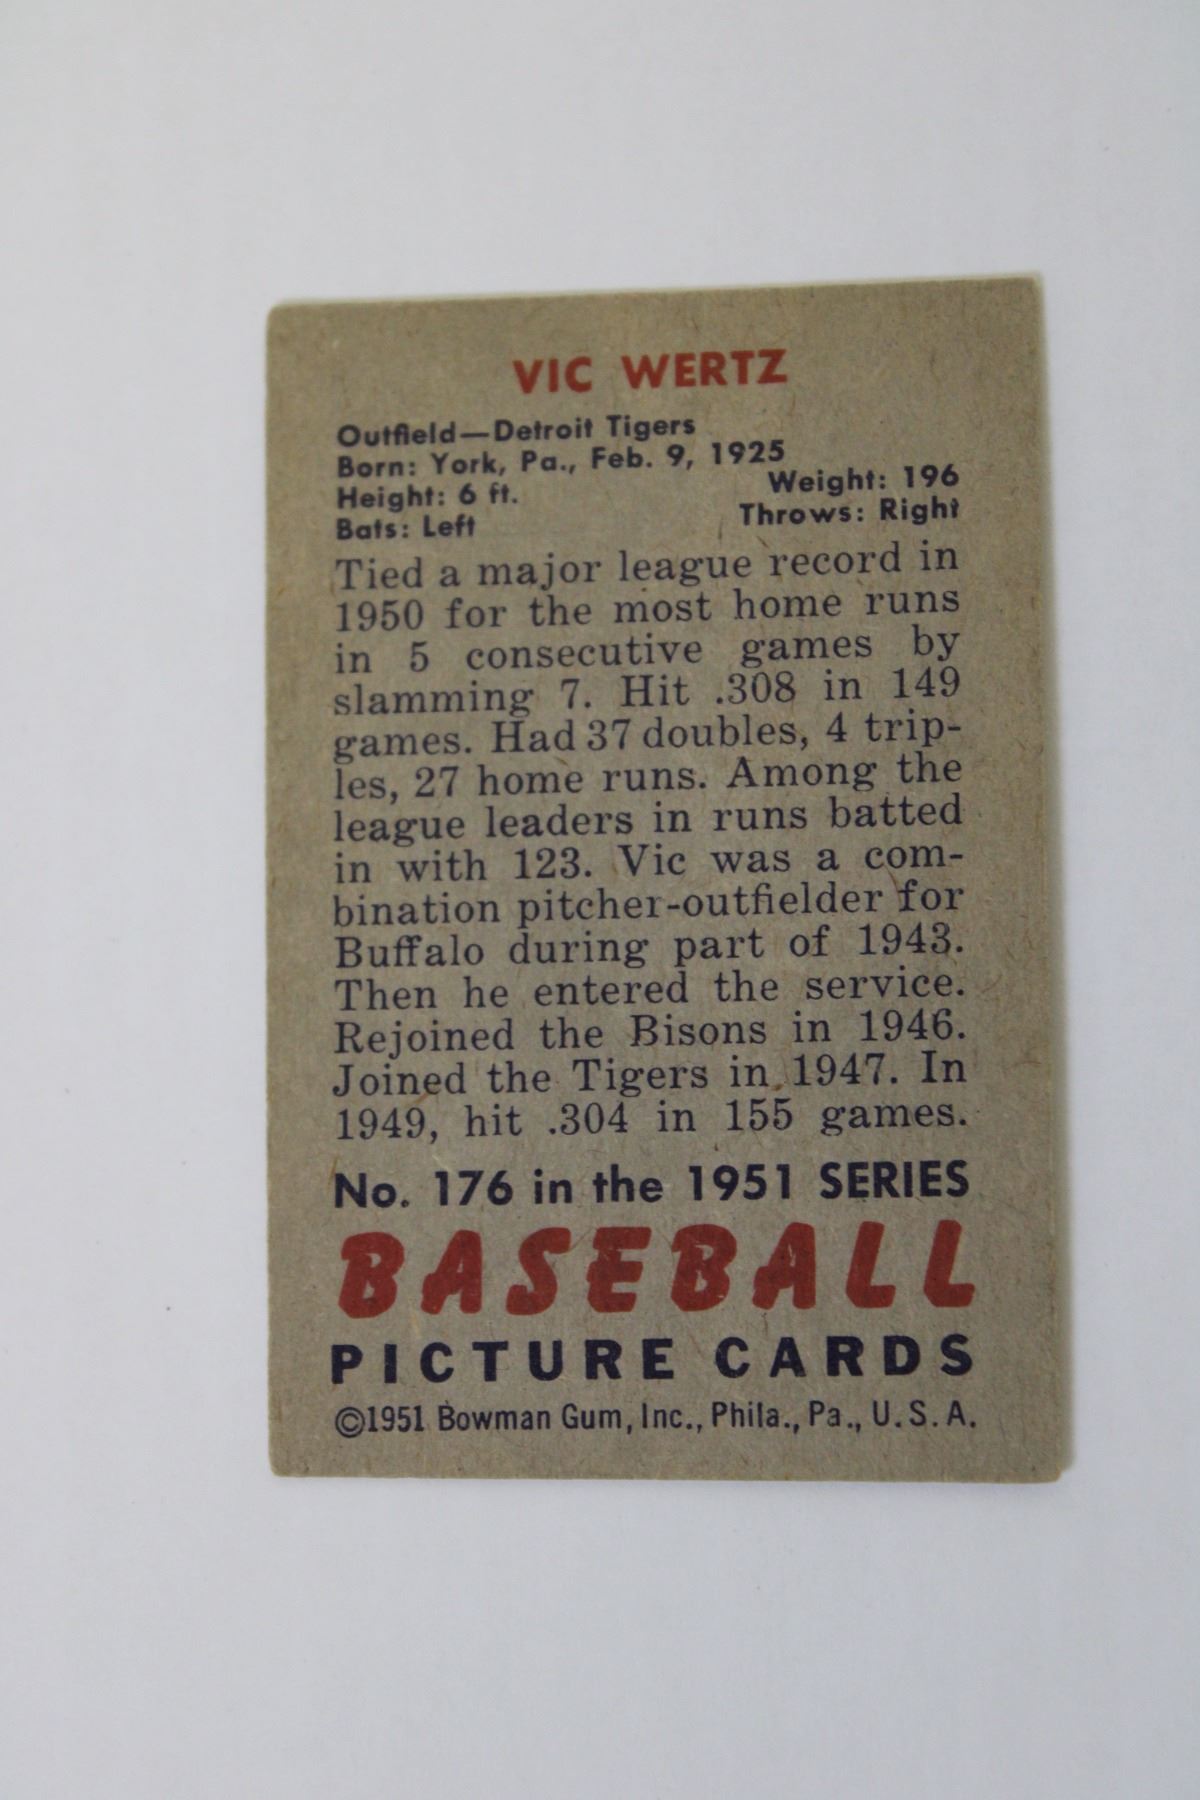 VIC WERTZ
Outfield—Detroit Tigers
Born: York, Pa., Feb. 9, 1925
Height: 6 ft. Weight: 196
Bats: Left Throws: Right
Tied a major league record in
1950 for the most home runs
in 5 consecutive games by
slamming 7. Hit .308 in 149
games. Had 37 doubles, 4 trip-
les, 27 home runs. Among the
league leaders in runs batted
in with 123. Vic was a com-
bination pitcher-outfielder for
Buffalo during part of 1943.
Then he entered the service.
Rejoined the Bisons in 1946.
Joined the Tigers in 1947. In
1949, hit .304 in 155 games.
No. 176 in the 1951 SERIES
BASEBALL
PICTURE CARDS
©1951 Bowman Gum, Inc., Phila., Pa., U.S.A.